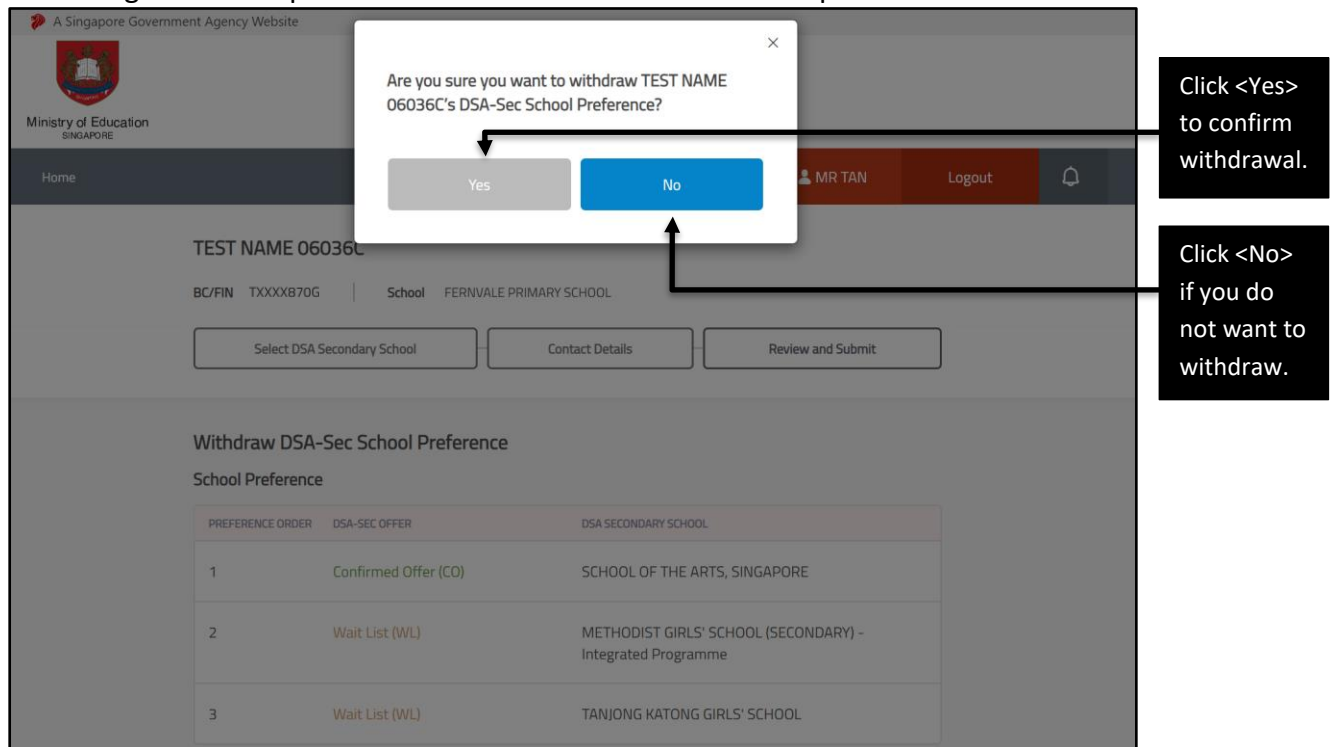 A Singapore Government Agency Website
Ministry of Education
SINGAPORE
×
Are you sure you want to withdraw TEST NAME
06036C's DSA-Sec School Preference?
Yes
No
Home
MR TAN
Logout
TEST NAME 06036C
BC/FIN TXXXX870G | School FERNVALE PRIMARY SCHOOL
Select DSA Secondary School
Contact Details
Review and Submit
Withdraw DSA-Sec School Preference
School Preference
PREFERENCE ORDER DSA-SEC OFFER DSA SECONDARY SCHOOL
1 Confirmed Offer (CO) SCHOOL OF THE ARTS, SINGAPORE
2 Wait List (WL) METHODIST GIRLS' SCHOOL (SECONDARY) -
Integrated Programme
3 Wait List (WL) TANJONG KATONG GIRLS' SCHOOL
Click <Yes>
to confirm
withdrawal.
Click <No>
if you do
not want to
withdraw.